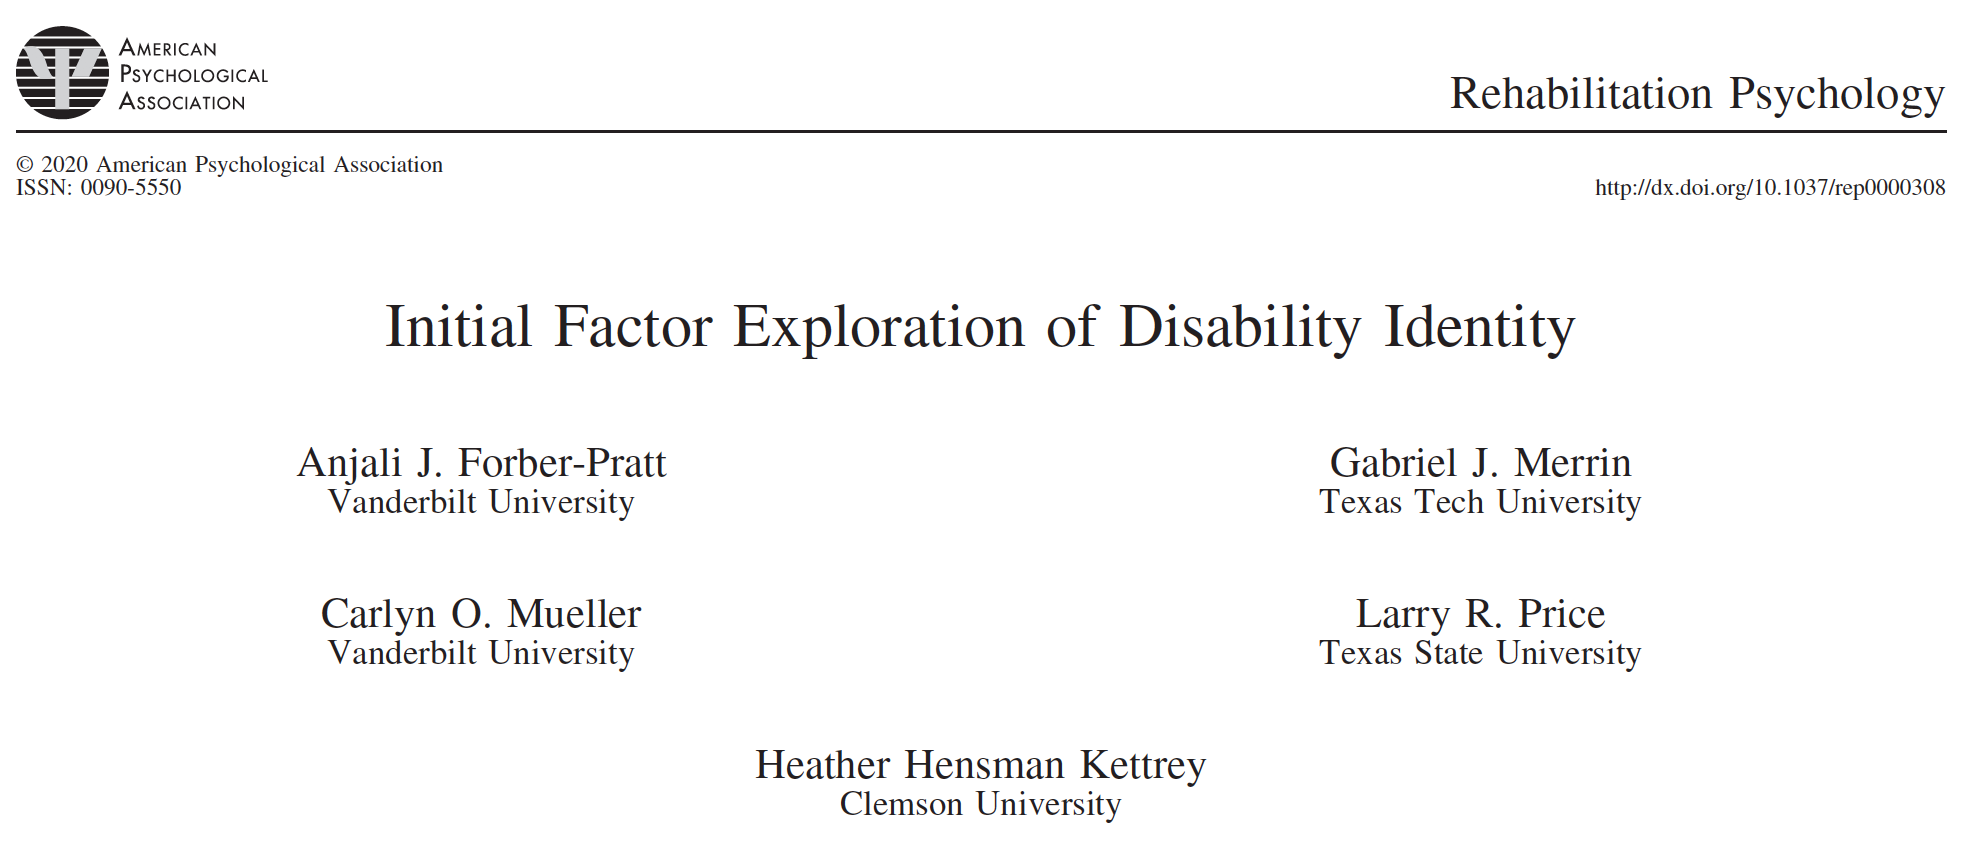 AMERICAN
PSYCHOLOGICAL
ASSOCIATION
Rehabilitation Psychology
© 2020 American Psychological Association
ISSN: 0090-5550
http://dx.doi.org/10.1037/rep0000308
Initial Factor Exploration of Disability Identity
Anjali J. Forber-Pratt
Vanderbilt University
Gabriel J. Merrin
Texas Tech University
Carlyn O. Mueller
Vanderbilt University
Larry R. Price
Texas State University
Heather Hensman Kettrey
Clemson University